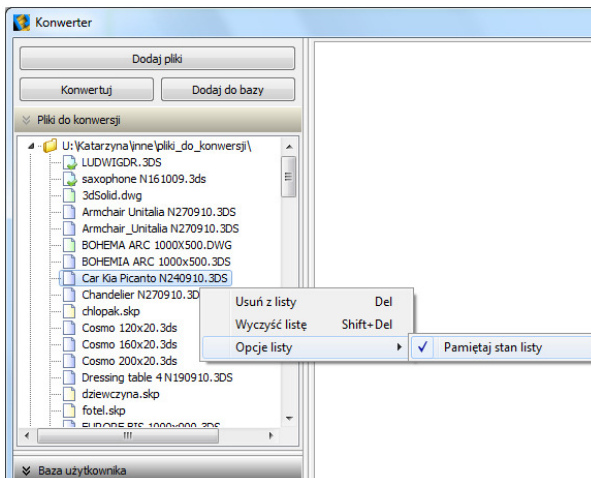 Konwerter
Dodaj pliki
Konwertuj
Dodaj do bazy
Pliki do konwersji
U:\Katarzyna\inne\pliki_do_konwersji\
LUDWIGDR.3DS
saxophone N161009.3ds
3dSolid.dwg
Armchair Unitalia N270910.3DS
Armchair_Unitalia N270910.3DS
BOHEMA ARC 1000X500.DWG
BOHEMIA ARC 1000x500.3DS
Car Kia Picanto N240910.3DS
Chandelier N270910.3D
chlopak.skp
Cosmo 120x20.3ds
Cosmo 160x20.3ds
Cosmo 200x20.3ds
Dressing table 4 N190910.3DS
dziewczyna.skp
fotel.skp
EUROPE BIS 1000x900.3DS
Usuń z listy Del
Wyczyść listę Shift+Del
Opcje listy
Pamiętaj stan listy
Baza użytkownika